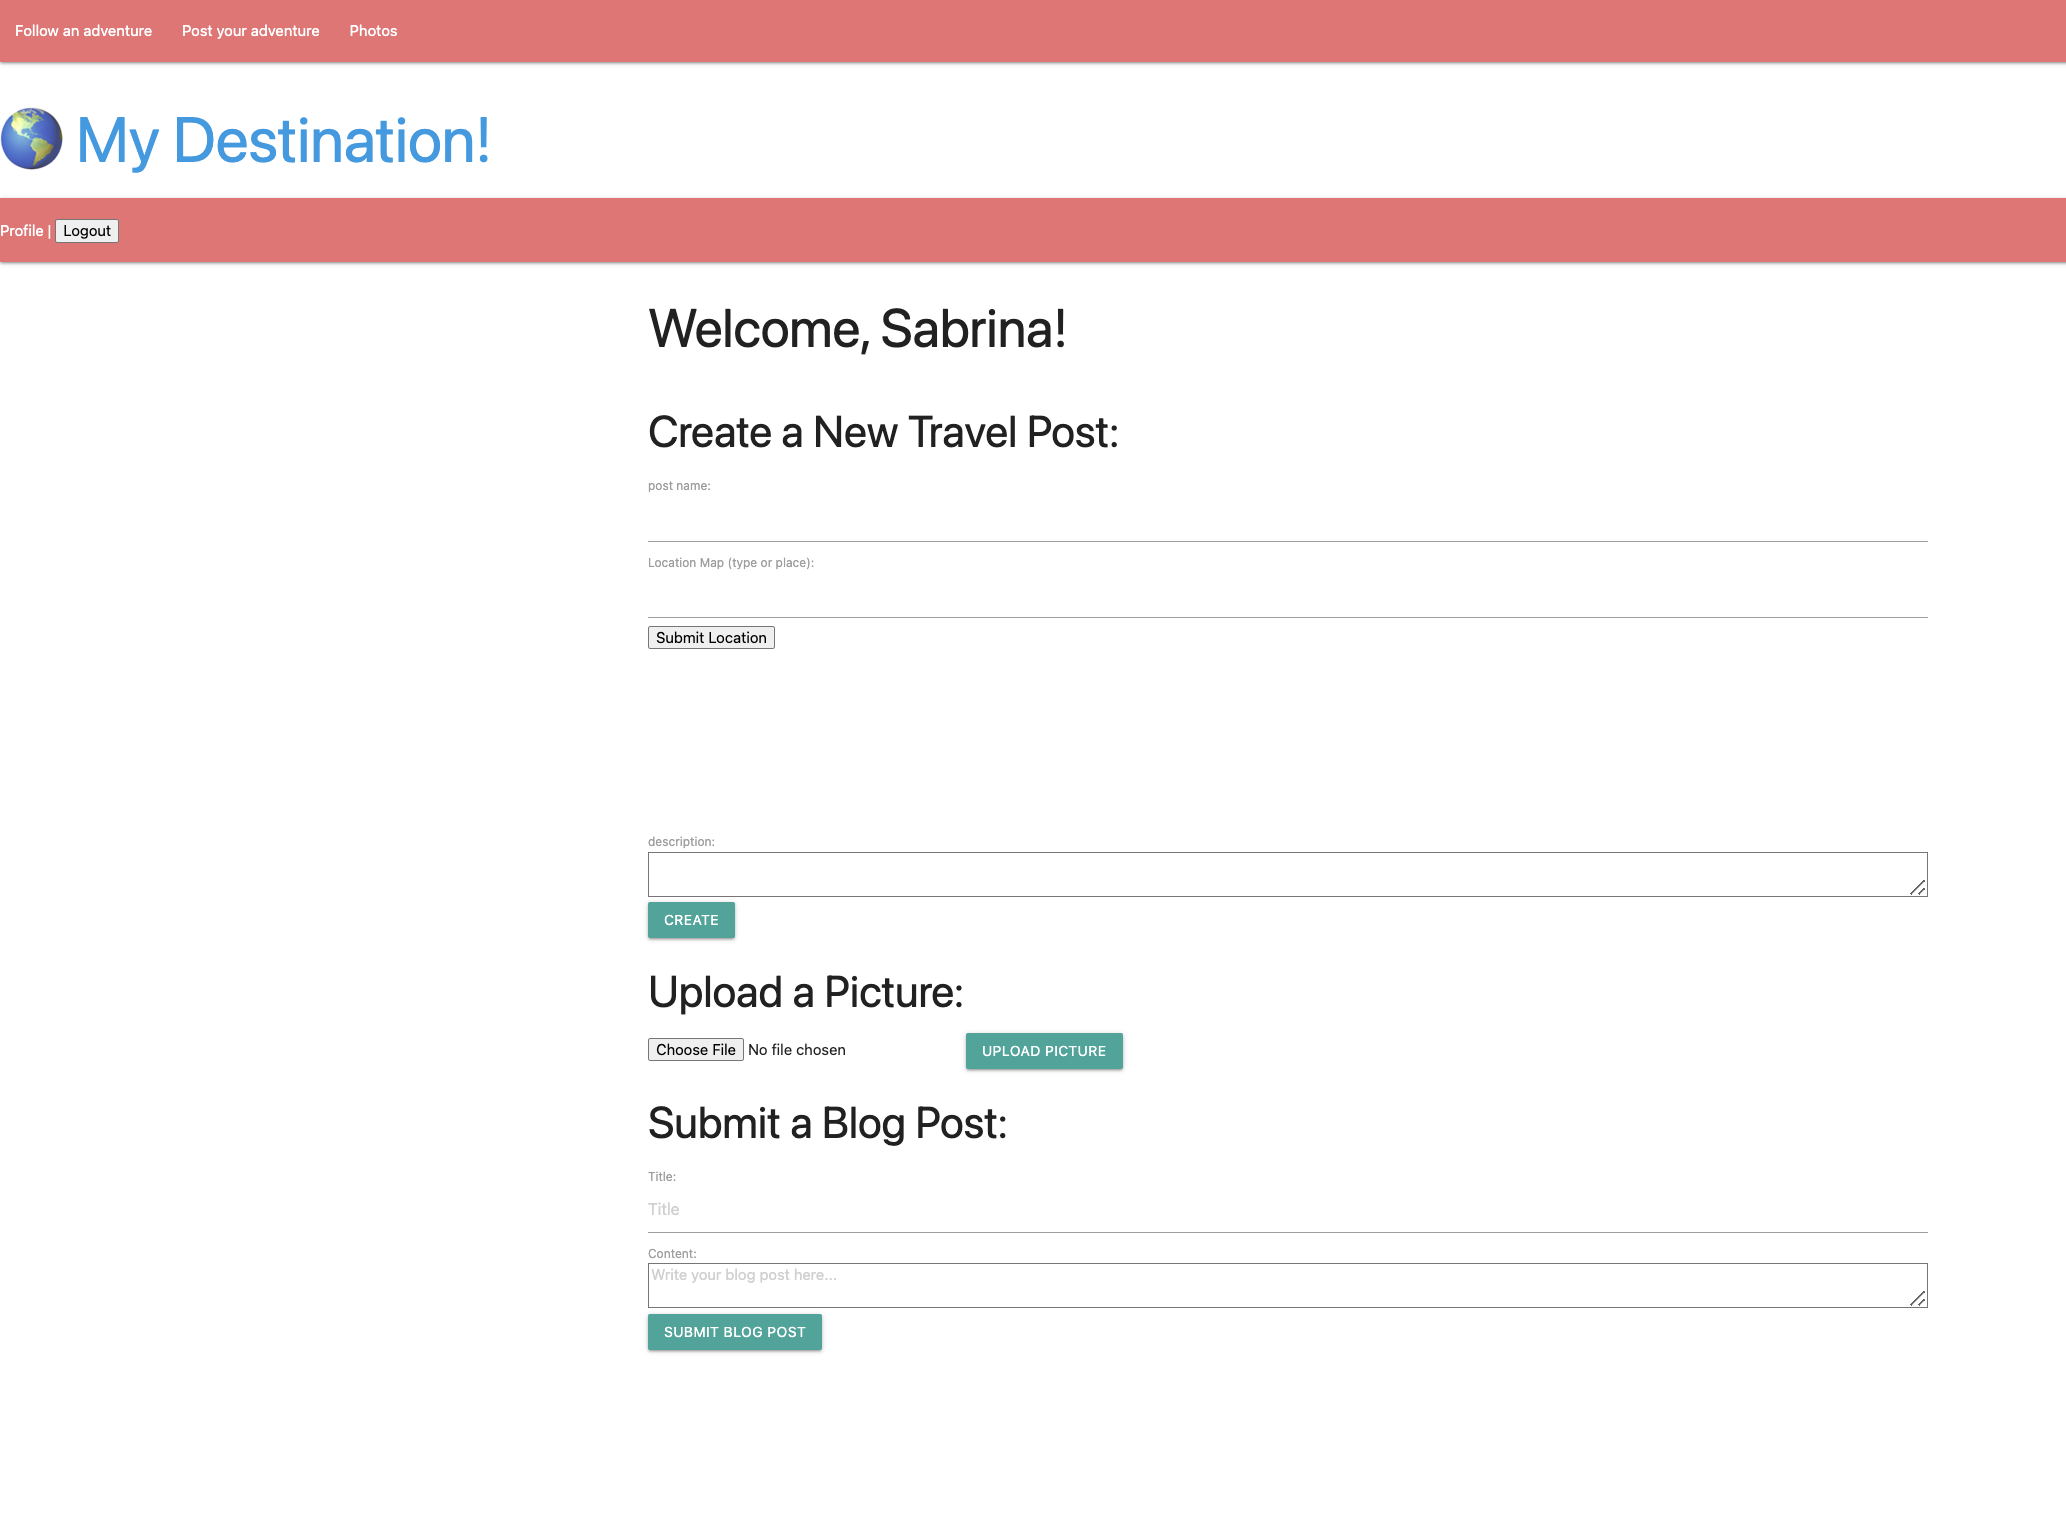 Follow an adventure Post your adventure Photos
My Destination!
Profile | Logout
Welcome, Sabrina!
Create a New Travel Post:
post name:
Location Map (type or place):
Submit Location
description:
CREATE
Upload a Picture:
Choose File No file chosen UPLOAD PICTURE
Submit a Blog Post:
Title:
Title
Content:
Write your blog post here...
SUBMIT BLOG POST